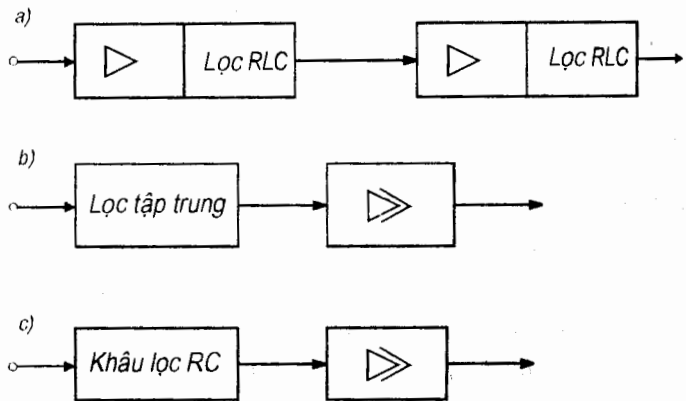 a)
Lọc RLC
Lọc RLC
b)
Lọc tập trung
c)
Khâu lọc RC